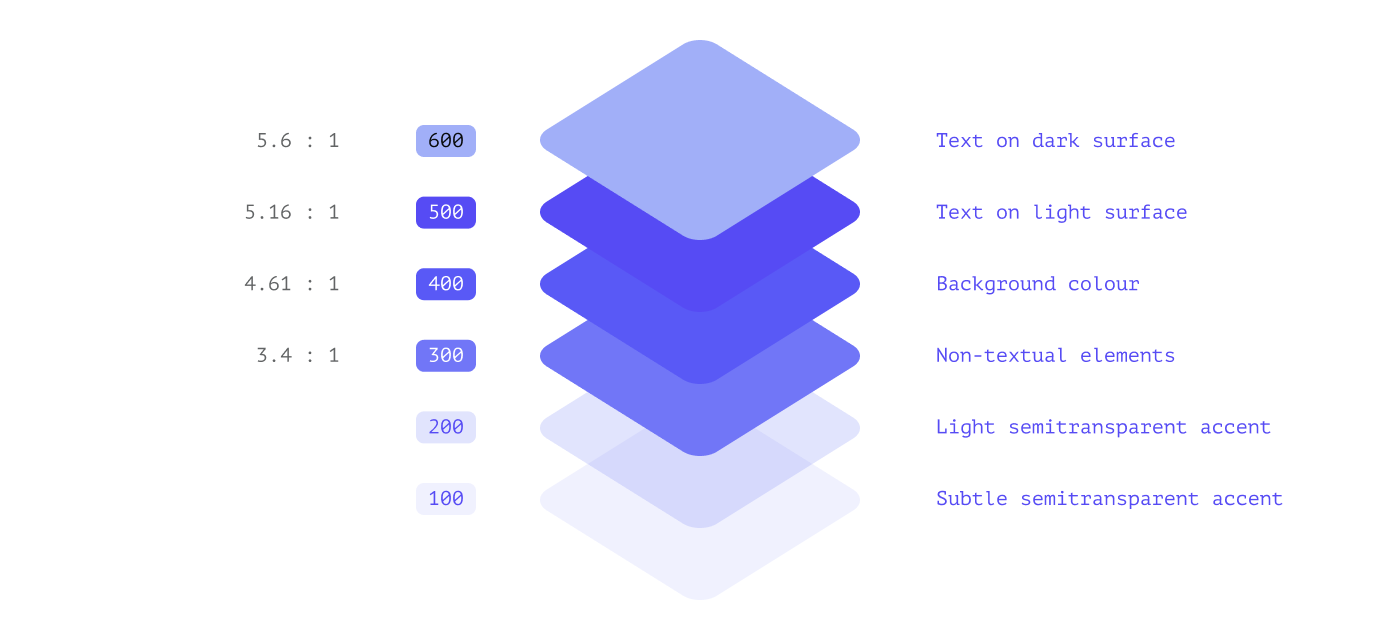 5.6 : 1 600 Text on dark surface
5.16 : 1 500 Text on light surface
4.61 : 1 400 Background colour
3.4 : 1 300 Non-textual elements
200 Light semitransparent accent
100 Subtle semitransparent accent